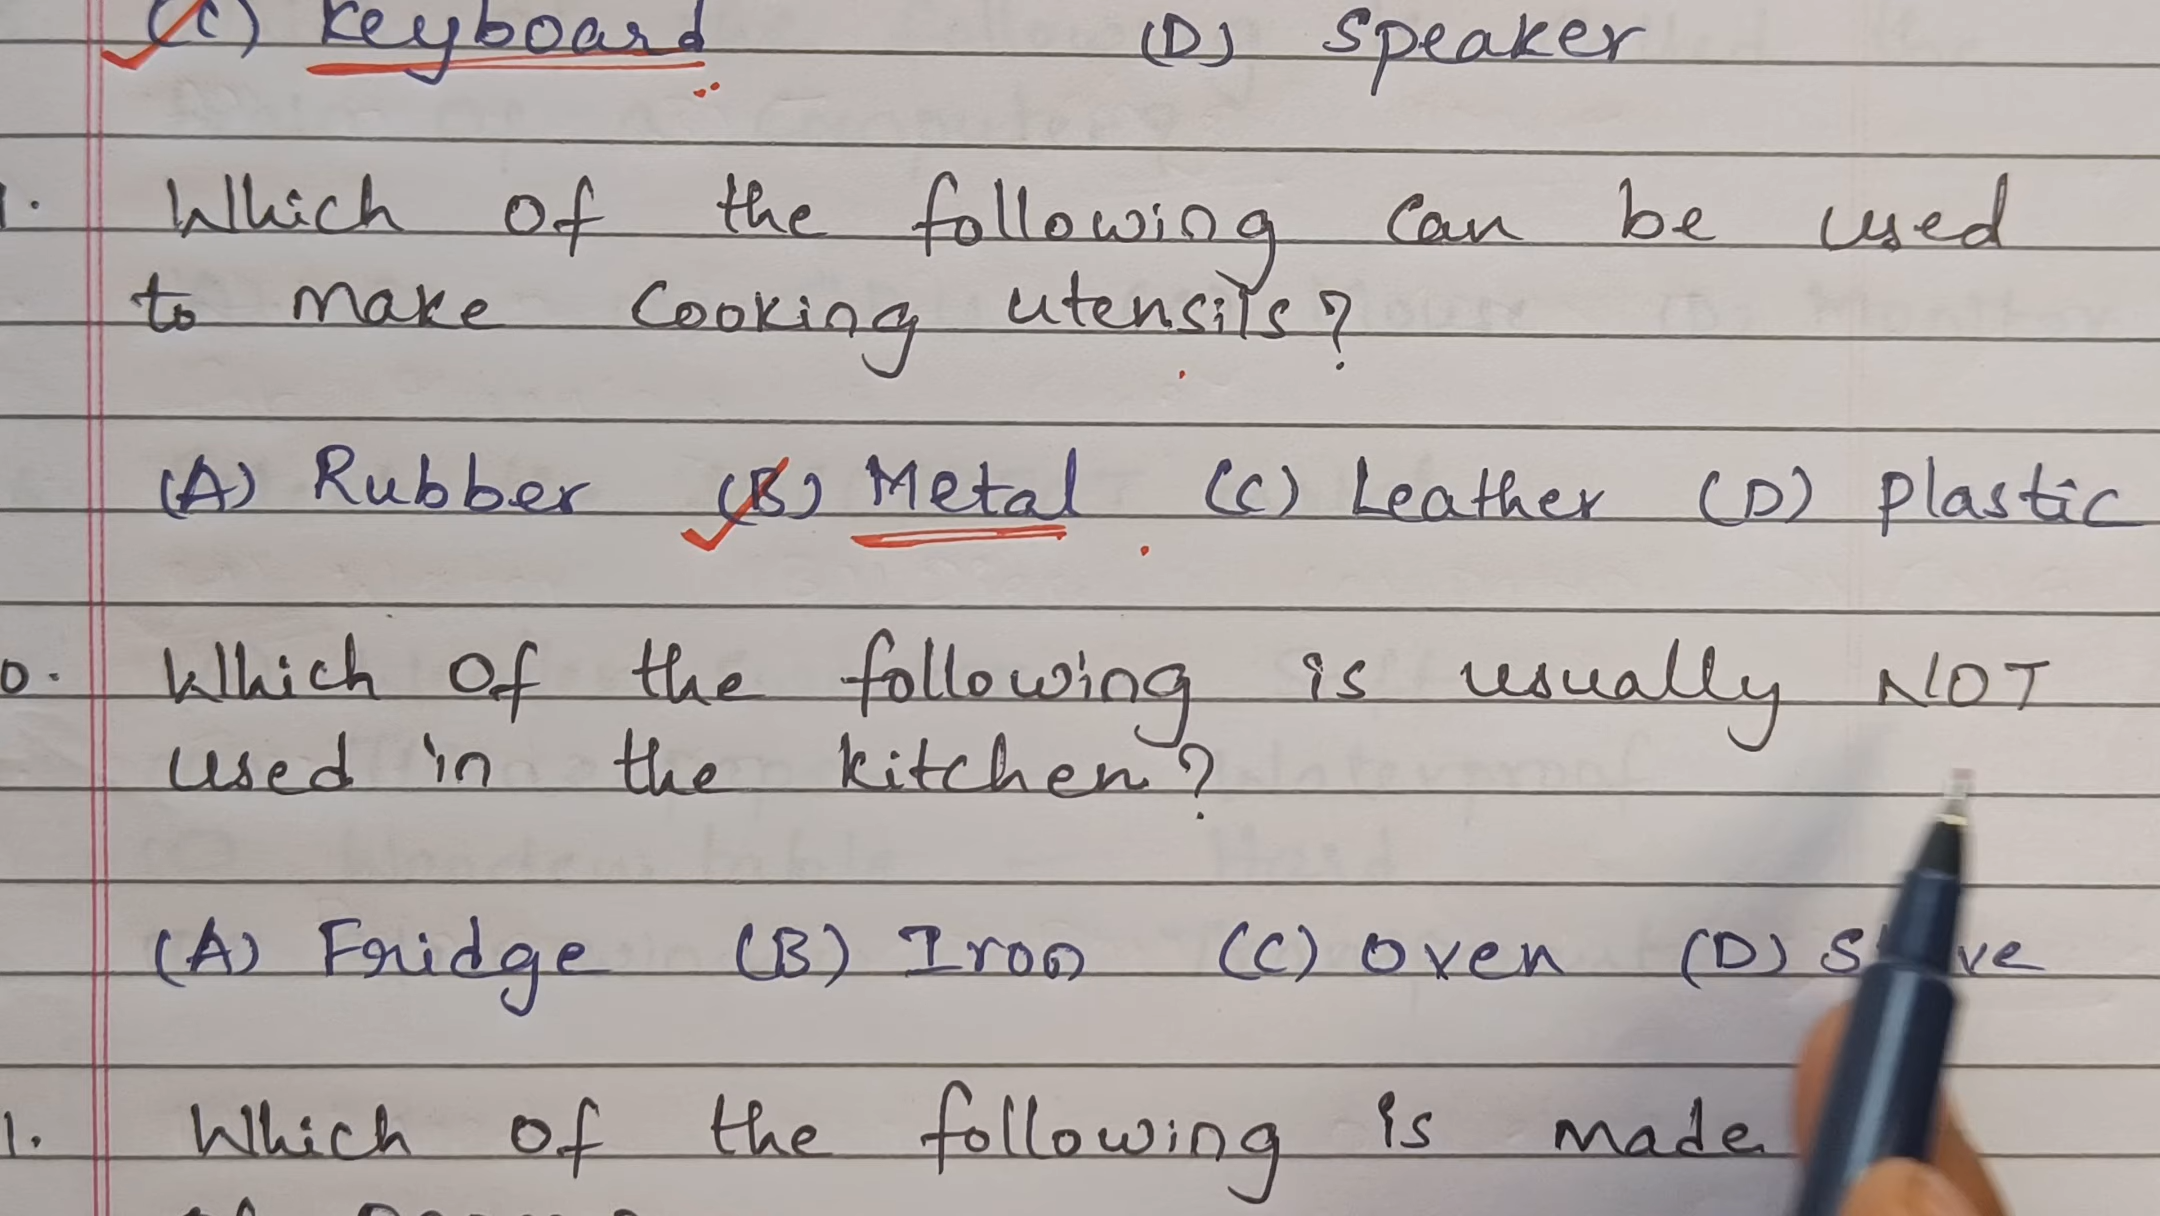 (C) Keyboard (D) Speaker
Which of the following can be used
to make cooking utensils?
(A) Rubber (B) Metal (C) Leather (D) plastic
Which of the following is usually NOT
used in the kitchen?
(A) Fridge (B) Iron (C) Oven (D)
1. Which of the following is made